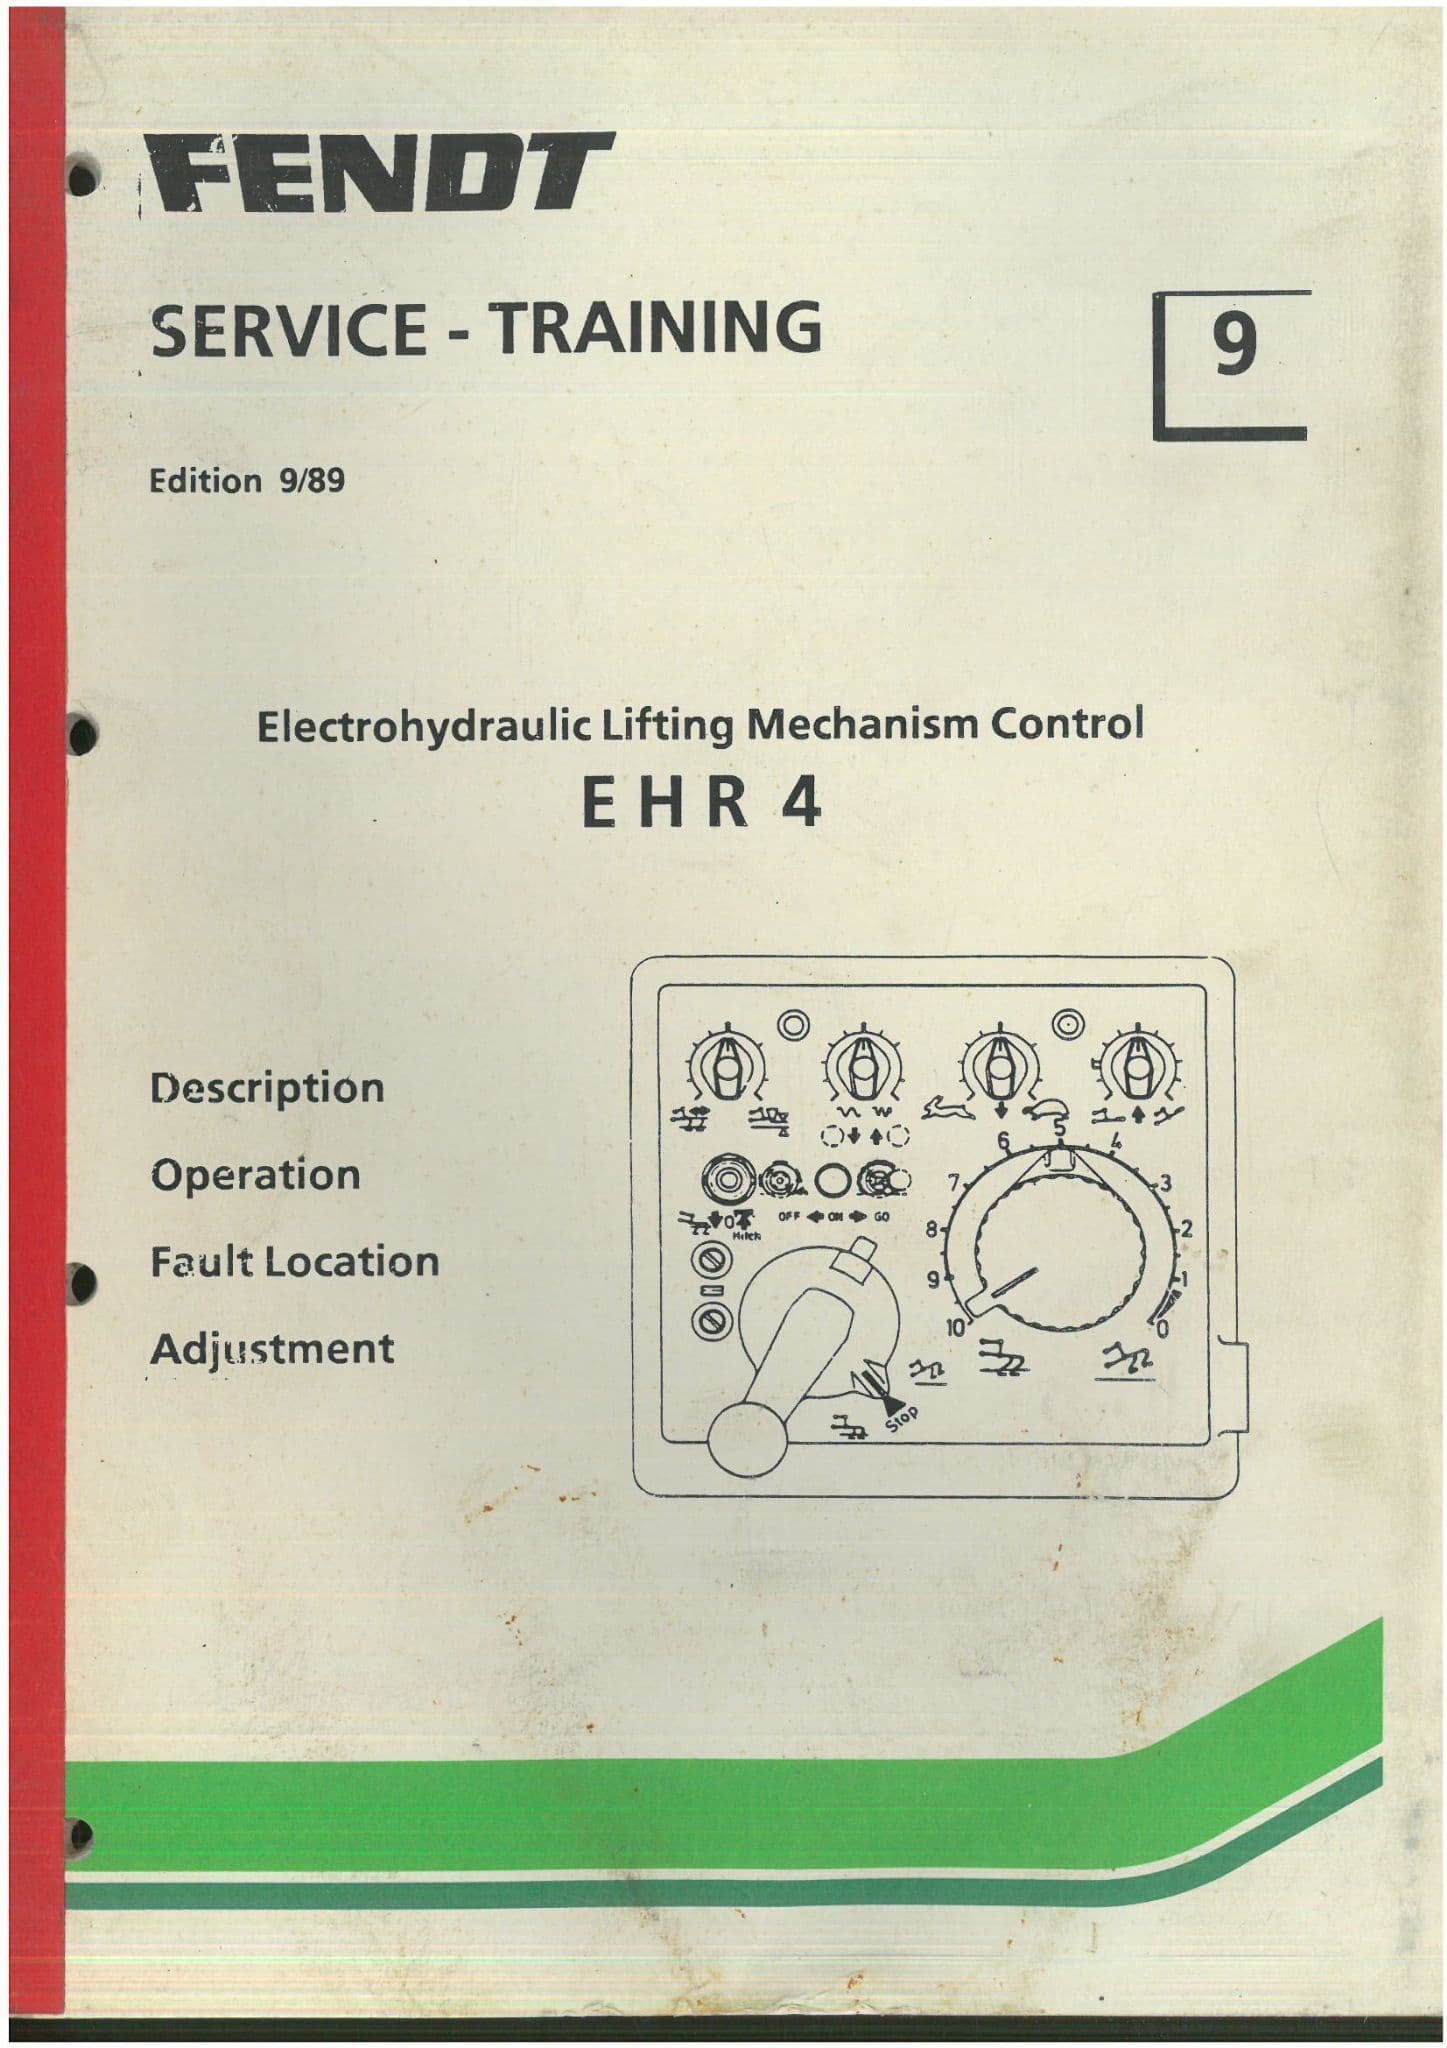 FENDT
SERVICE - TRAINING
9
Edition 9/89
Electrohydraulic Lifting Mechanism Control
EHR 4
Description
Operation
Fault Location
Adjustment
6 5 4
7 3
8 2
9 1
10 0
0
Hitch
OFF ON GO
Stop